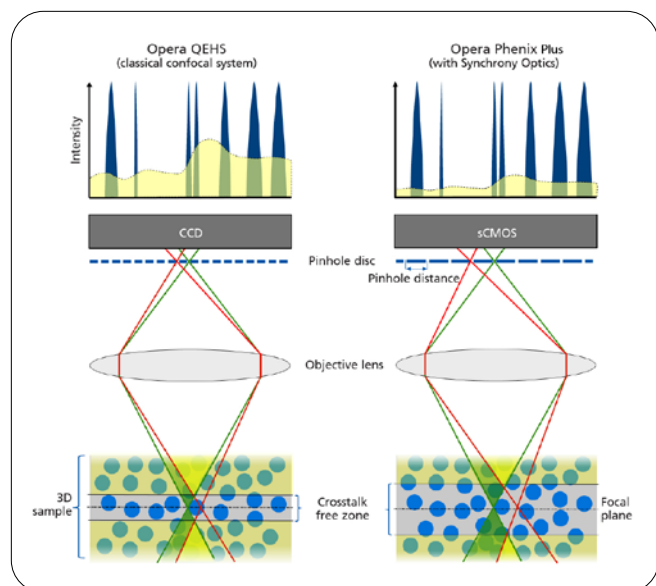 Opera QEHS
(classical confocal system)
Opera Phenix Plus
(with Synchrony Optics)
Intensity
CCD
sCMOS
Pinhole disc
Pinhole distance
Objective lens
3D
sample
Crosstalk
free zone
Focal
plane